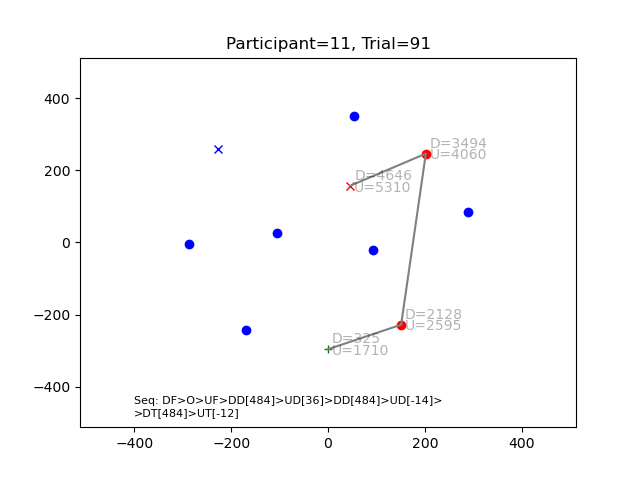 Participant=11, Trial=91
400
200
0
−200
−400
−400
−200
0
200
400
D=3494
U=4060
D=4646
U=5310
D=2128
U=2595
D=325
U=1710
Seq: DF>O>UF>DD[484]>UD[36]>DD[484]>UD[-14]>
>DT[484]>UT[-12]